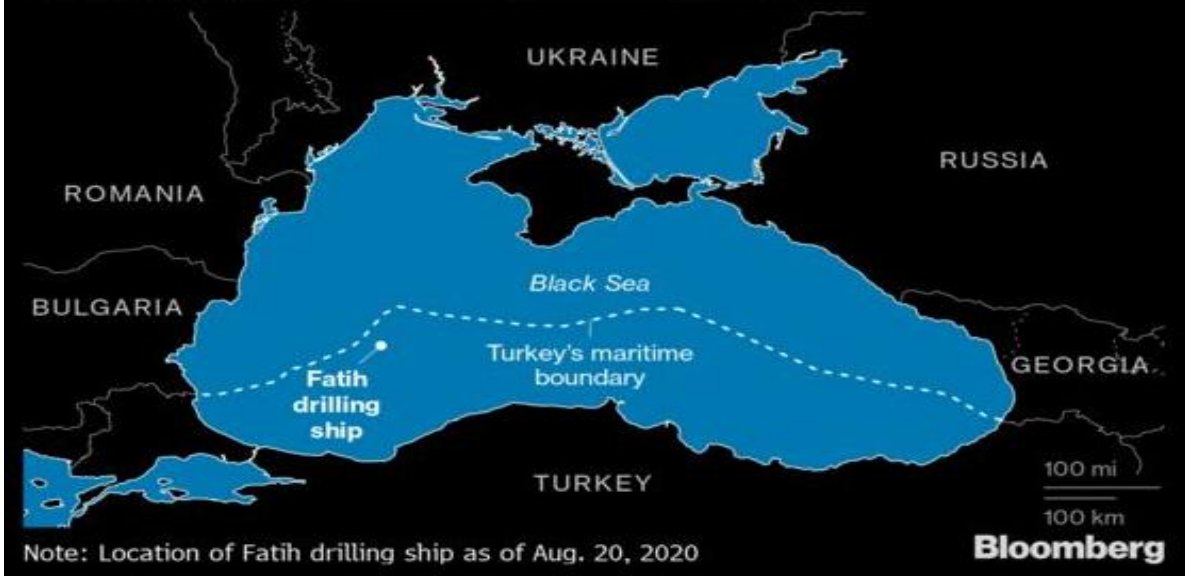 UKRAINE
RUSSIA
ROMANIA
Black Sea
BULGARIA
Turkey's maritime
boundary
GEORGIA
Fatih
drilling
ship
TURKEY
100 mi
100 km
Note: Location of Fatih drilling ship as of Aug. 20, 2020
Bloomberg